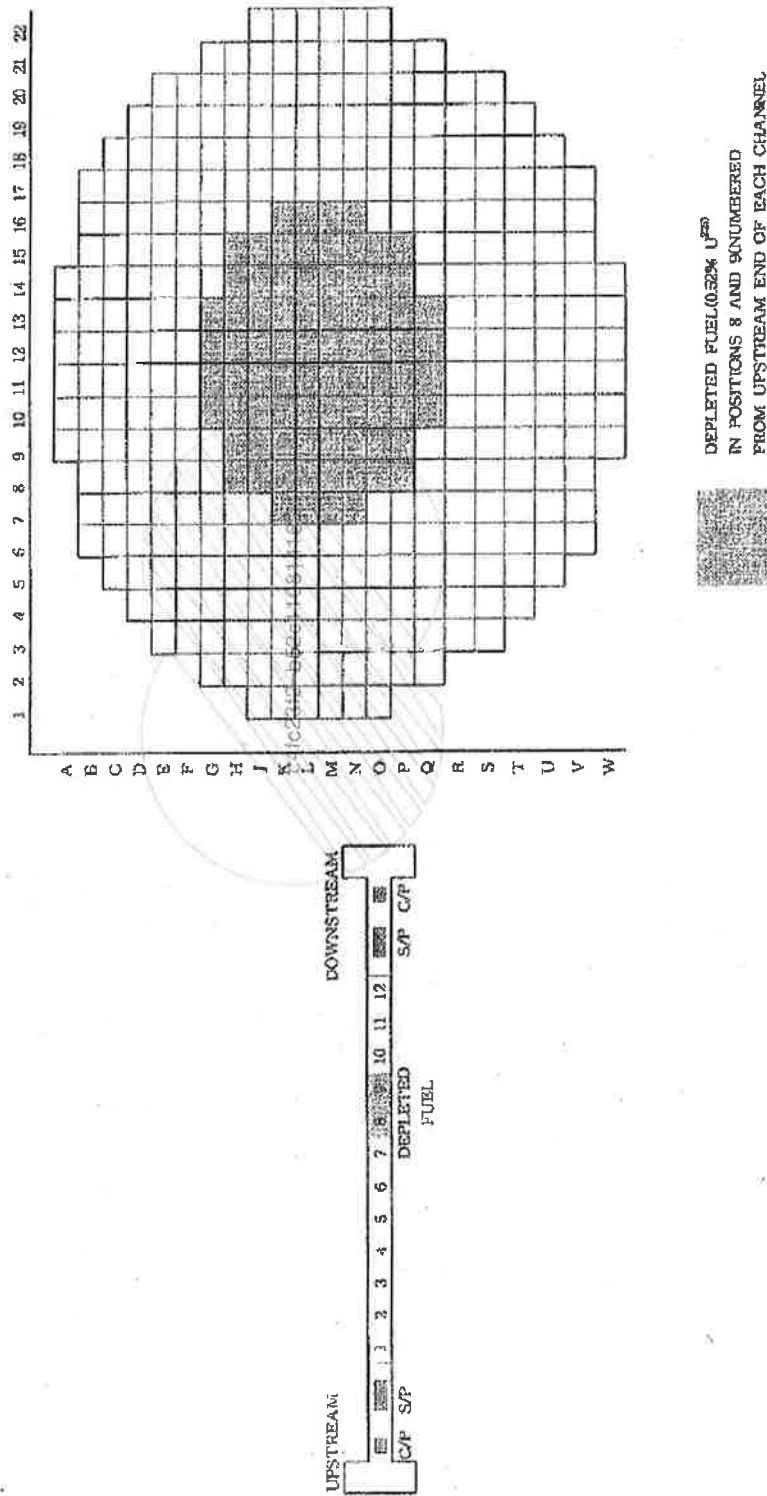 1 2 3 4 5 6 7 8 9 10 11 12 13 14 15 16 17 18 19 20 21 22
A
B
C
D
E
F
G
H
J
K
L
M
N
O
P
Q
R
S
T
U
V
W
DEPLETED FUEL(0.52% U
IN POSITIONS 8 AND 9(NUMBERED
FROM UPSTREAM END OF EACH CHANNEL
UPSTREAM DOWNSTREAM
1 2 3 4 5 6 7 8 9 10 11 12
C/P S/P S/P C/P
DEPLETED
FUEL